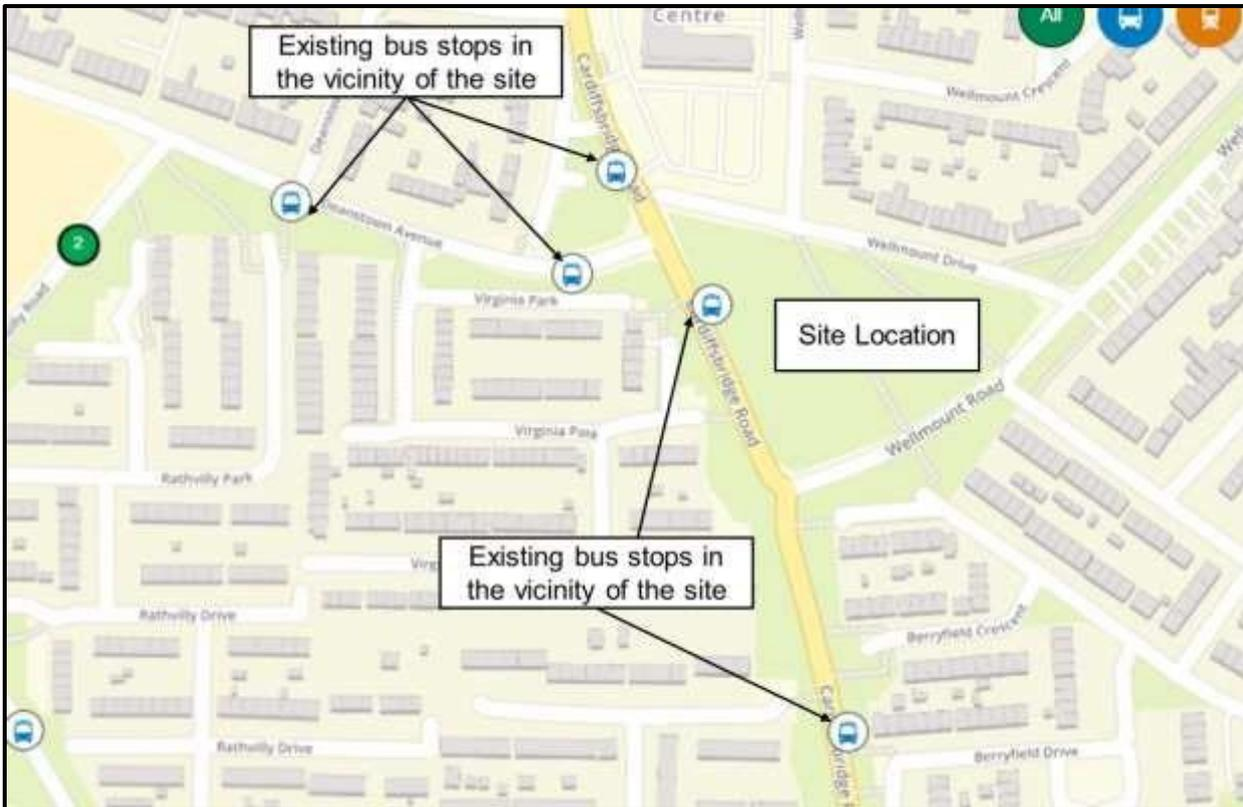 Centre
All
Existing bus stops in
the vicinity of the site
Wellmount Crescent
2
Wellmount Drive
Virginia Park
Site Location
Cardiffsbridge Road
Wellmount Road
Rathvilly Park
Existing bus stops in
the vicinity of the site
Rathvilly Drive
Berryfield Crescent
Rathvilly Drive
Berryfield Drive